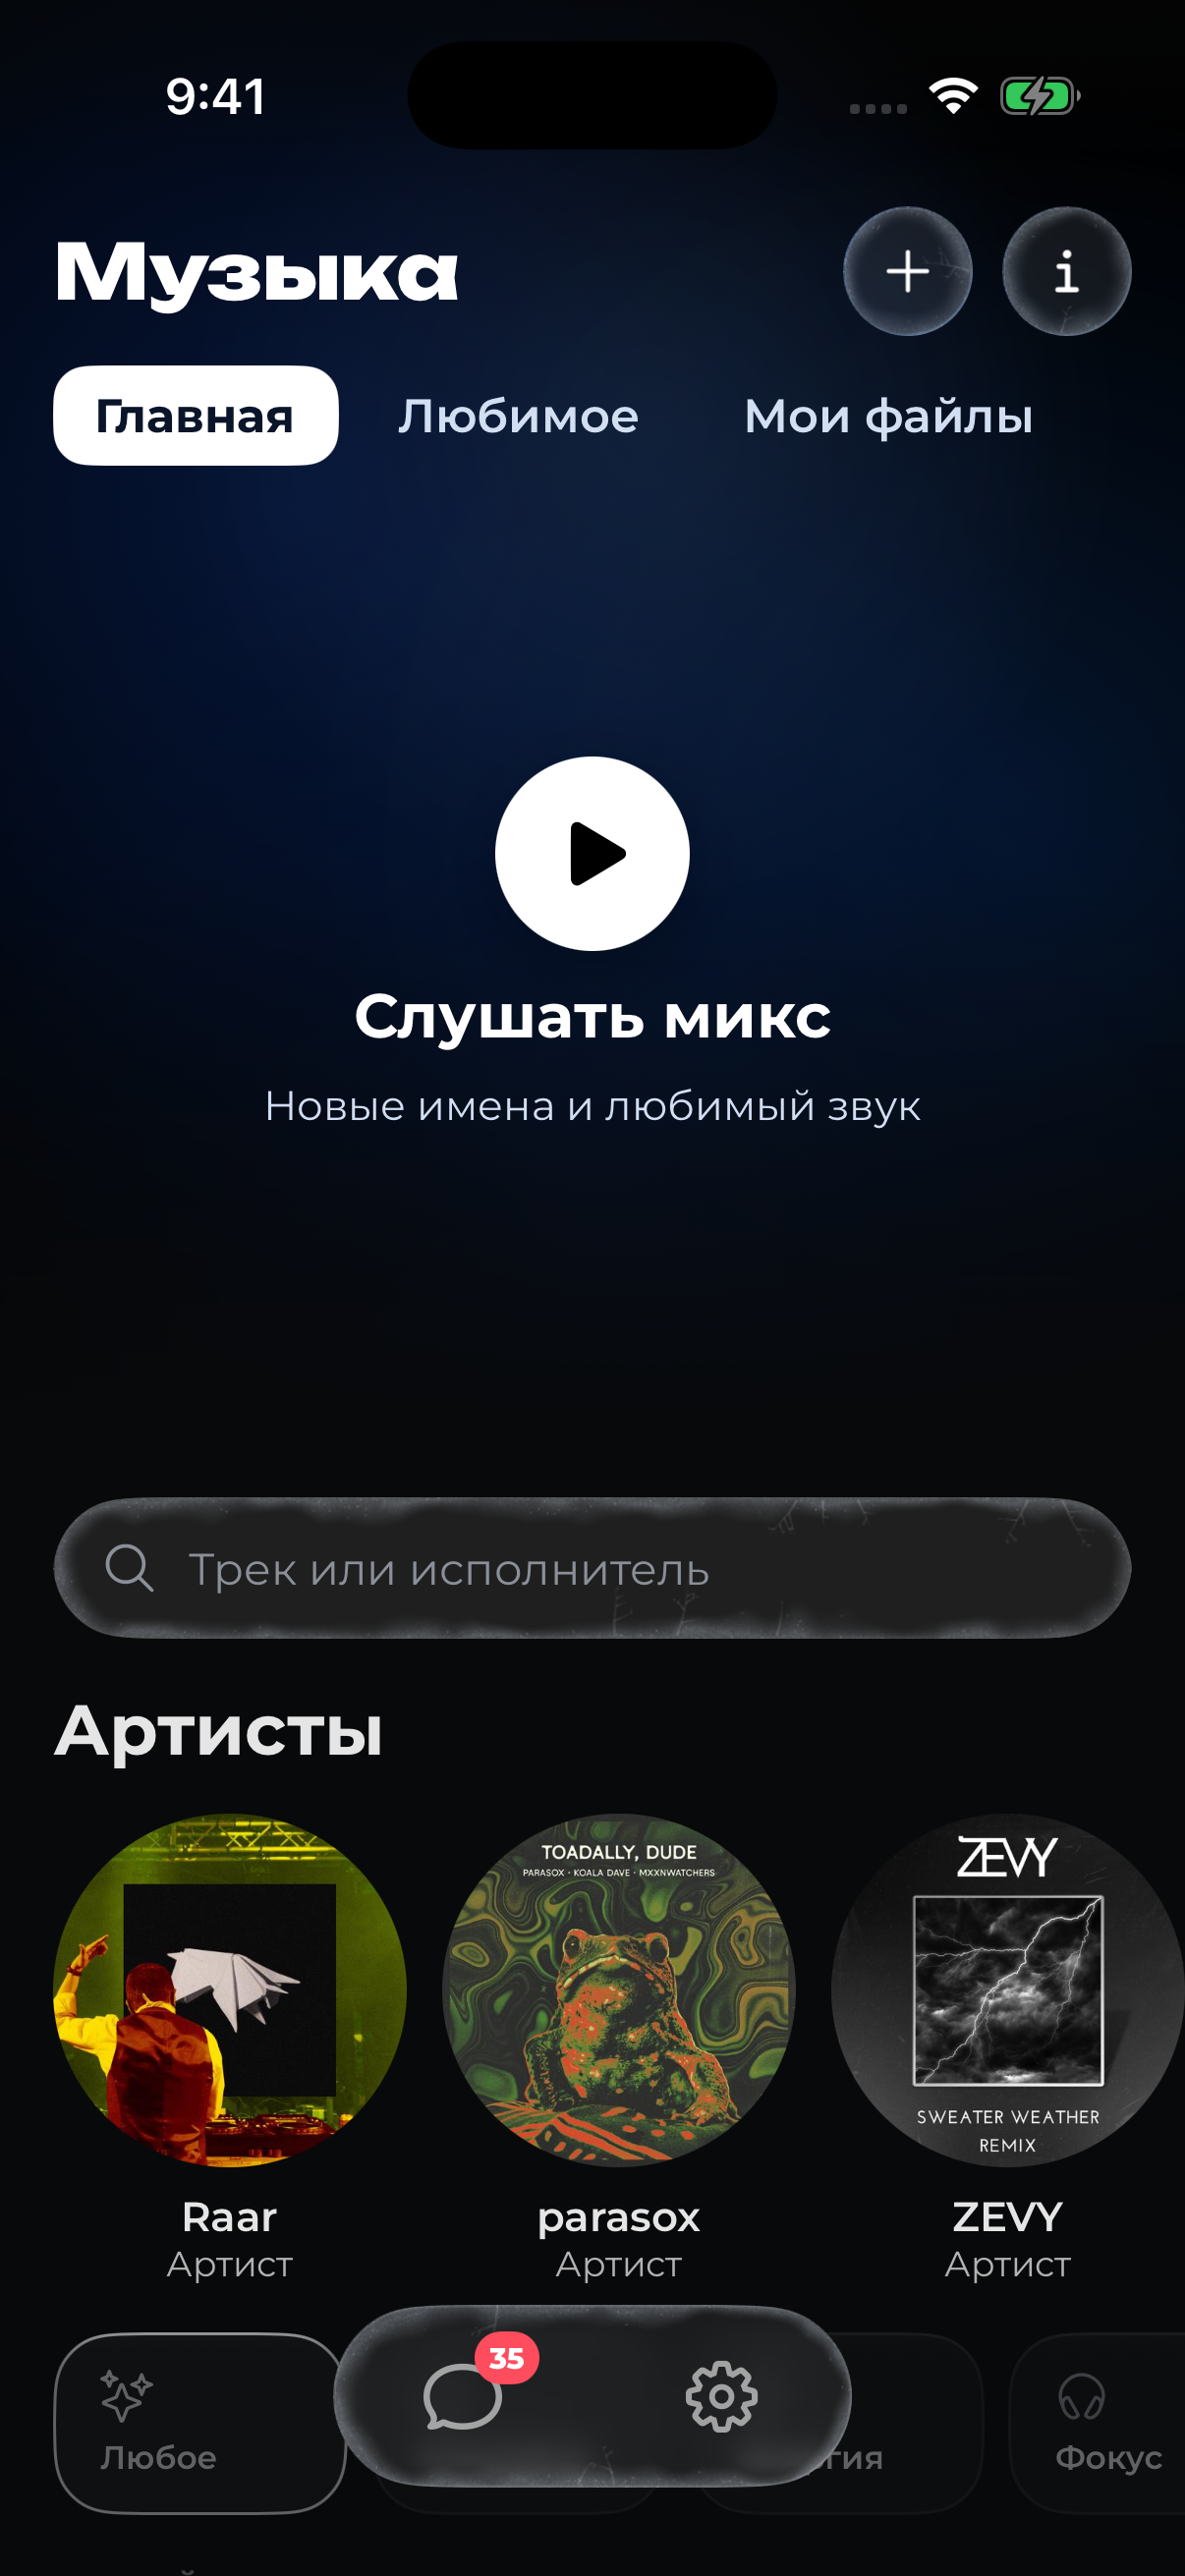 9:41
Музыка
Главная Любимое Мои файлы
Слушать микс
Новые имена и любимый звук
Трек или исполнитель
Артисты
TOADALLY, DUDE
PARASOX · KOALA DAVE · MXXNWATCHERS
ZEVY
SWEATER WEATHER
REMIX
Raar parasox ZEVY
Артист Артист Артист
35
Любое Фокус